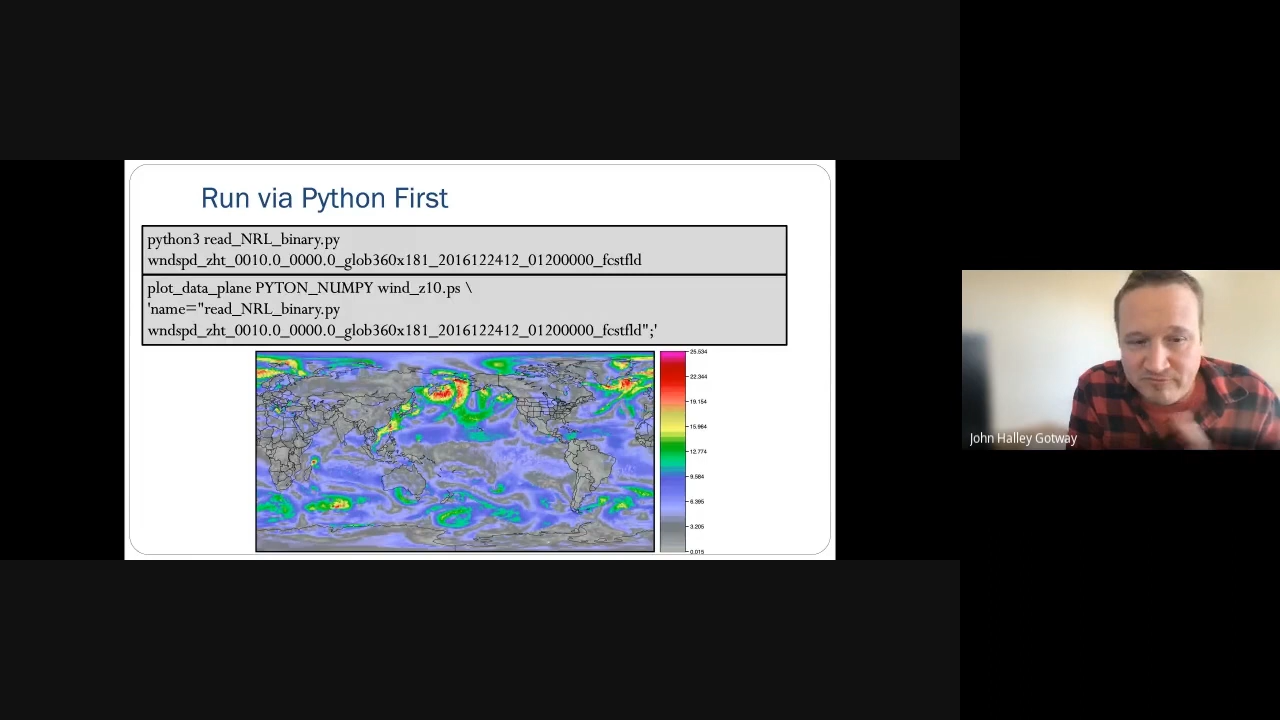 Run via Python First
python3 read_NRL_binary.py
wndspd_zht_0010.0_0000.0_glob360x181_2016122412_01200000_fcstfld
plot_data_plane PYTON_NUMPY wind_z10.ps \
'name="read_NRL_binary.py
wndspd_zht_0010.0_0000.0_glob360x181_2016122412_01200000_fcstfld";'
25.534
22.344
19.154
15.964
12.774
9.584
6.395
3.205
0.015
John Halley Gotway